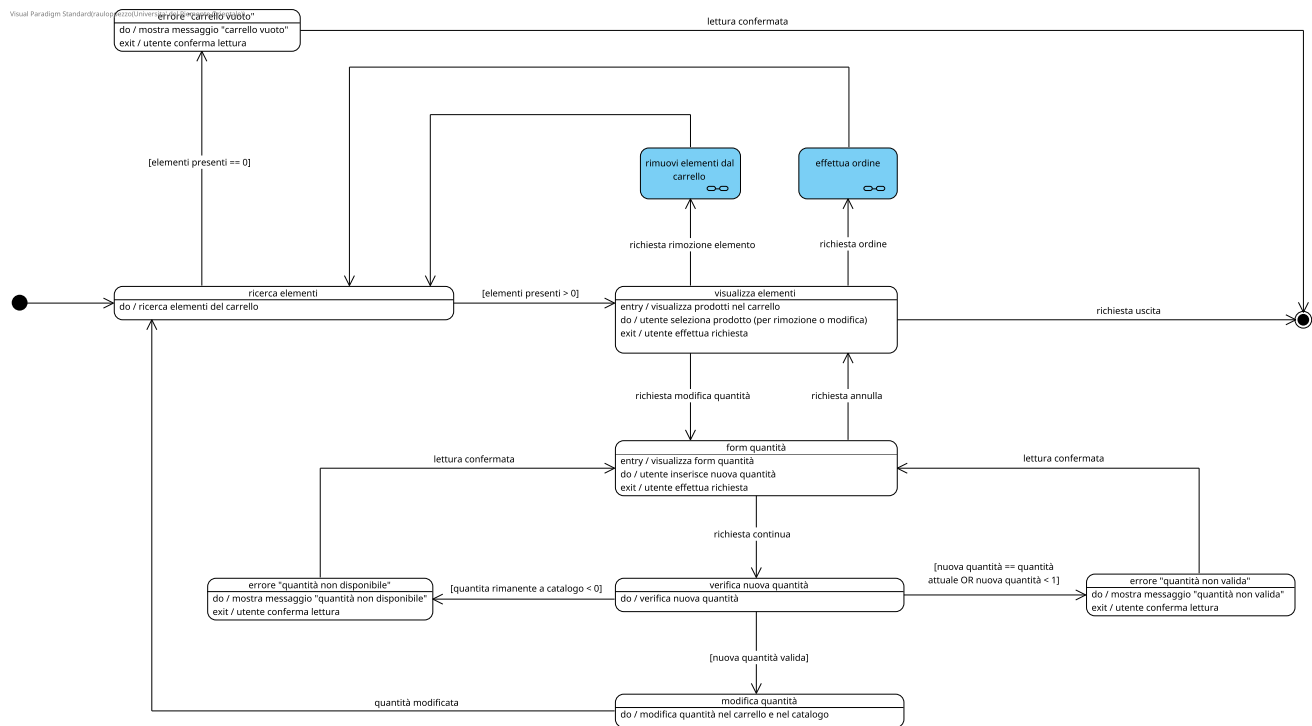 Visual Paradigm Standard(
errore "carrello vuoto"
do / mostra messaggio "carrello vuoto"
exit / utente conferma lettura
lettura confermata
[elementi presenti == 0]
rimuovi elementi dal
carrello
effettua ordine
richiesta rimozione elemento
richiesta ordine
ricerca elementi
do / ricerca elementi del carrello
[elementi presenti > 0]
visualizza elementi
entry / visualizza prodotti nel carrello
do / utente seleziona prodotto (per rimozione o modifica)
exit / utente effettua richiesta
richiesta uscita
richiesta modifica quantità
richiesta annulla
form quantità
entry / visualizza form quantità
do / utente inserisce nuova quantità
exit / utente effettua richiesta
lettura confermata
lettura confermata
richiesta continua
errore "quantità non disponibile"
do / mostra messaggio "quantità non disponibile"
exit / utente conferma lettura
[quantita rimanente a catalogo < 0]
verifica nuova quantità
do / verifica nuova quantità
[nuova quantità == quantità
attuale OR nuova quantità < 1]
errore "quantità non valida"
do / mostra messaggio "quantità non valida"
exit / utente conferma lettura
[nuova quantità valida]
quantità modificata
modifica quantità
do / modifica quantità nel carrello e nel catalogo